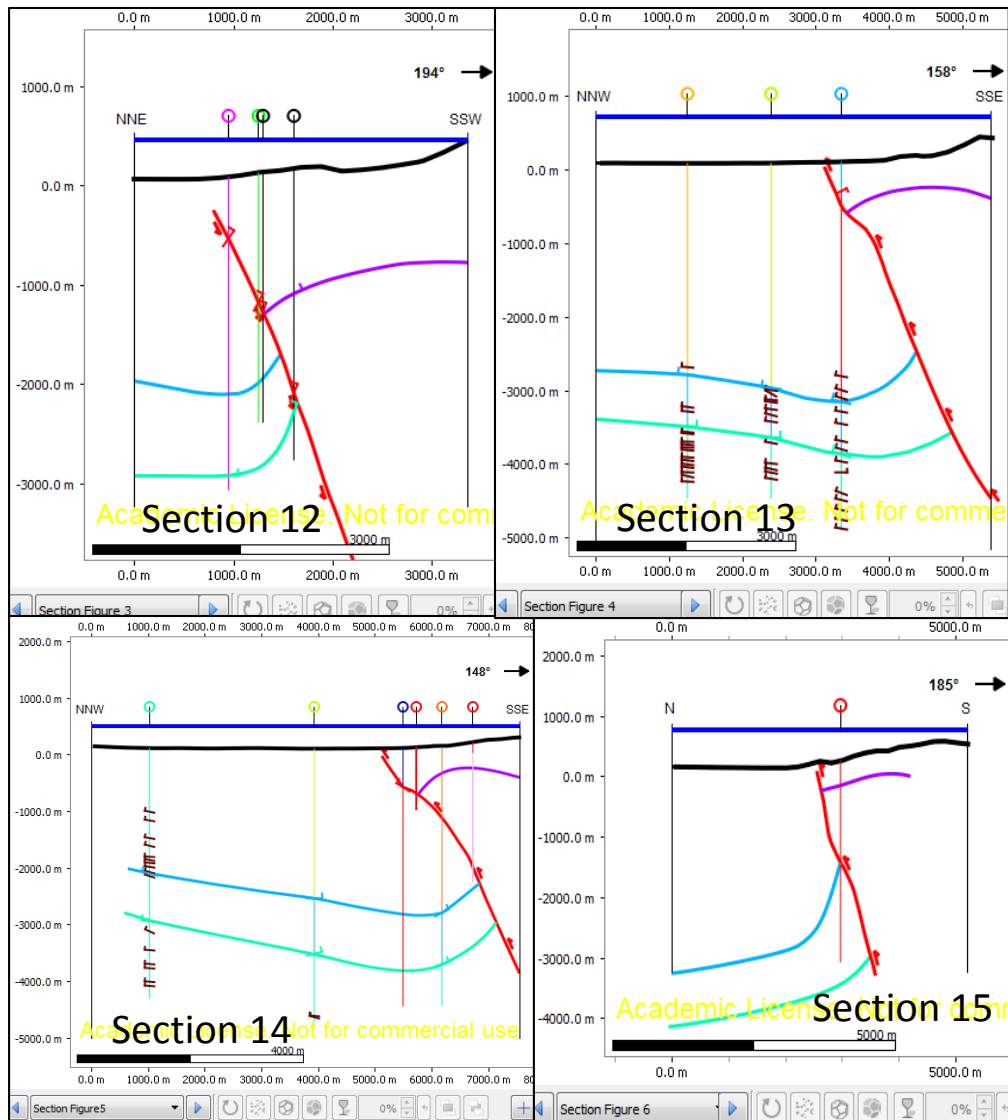 0.0 m 1000.0 m 2000.0 m 3000.0 m
194°
1000.0 m
NNE SSW
0.0 m
-1000.0 m
-2000.0 m
-3000.0 m
Academic License. Not for com
Section 12
3000 m
0.0 m 1000.0 m 2000.0 m 3000.0 m
Section Figure 3 0%
0.0 m 1000.0 m 2000.0 m 3000.0 m 4000.0 m 5000.0 m
158°
1000.0 m
NNW SSE
0.0 m
-1000.0 m
-2000.0 m
-3000.0 m
-4000.0 m
-5000.0 m
Academic License. Not for comme
Section 13
3000 m
0.0 m 1000.0 m 2000.0 m 3000.0 m 4000.0 m 5000.0 m
Section Figure 4 0%
0.0 m 1000.0 m 2000.0 m 3000.0 m 4000.0 m 5000.0 m 6000.0 m 7000.0 m 80
2000.0 m
148°
1000.0 m
NNW SSE
0.0 m
-1000.0 m
-2000.0 m
-3000.0 m
-4000.0 m
-5000.0 m
Academic License. Not for commercial use
Section 14
4000 m
0.0 m 1000.0 m 2000.0 m 3000.0 m 4000.0 m 5000.0 m 6000.0 m 7000.0 m 80
Section Figure5 0%
0.0 m 5000.0 m
2000.0 m
185°
1000.0 m
N S
0.0 m
-1000.0 m
-2000.0 m
-3000.0 m
-4000.0 m
Academic License. Not for comm
Section 15
5000 m
0.0 m 5000.0 m
Section Figure 6 0%